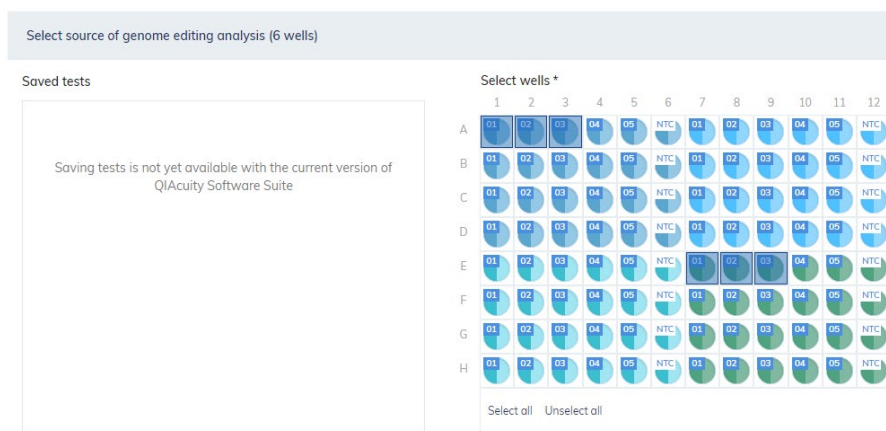 Select source of genome editing analysis (6 wells)
Saved tests
Saving tests is not yet available with the current version of
QIAcuity Software Suite
Select wells *
1 2 3 4 5 6 7 8 9 10 11 12
A 01 02 03 04 05 NTC 01 02 03 04 05 NTC
B 01 02 03 04 05 NTC 01 02 03 04 05 NTC
C 01 02 03 04 05 NTC 01 02 03 04 05 NTC
D 01 02 03 04 05 NTC 01 02 03 04 05 NTC
E 01 02 03 04 05 NTC 01 02 03 04 05 NTC
F 01 02 03 04 05 NTC 01 02 03 04 05 NTC
G 01 02 03 04 05 NTC 01 02 03 04 05 NTC
H 01 02 03 04 05 NTC 01 02 03 04 05 NTC
Select all Unselect all